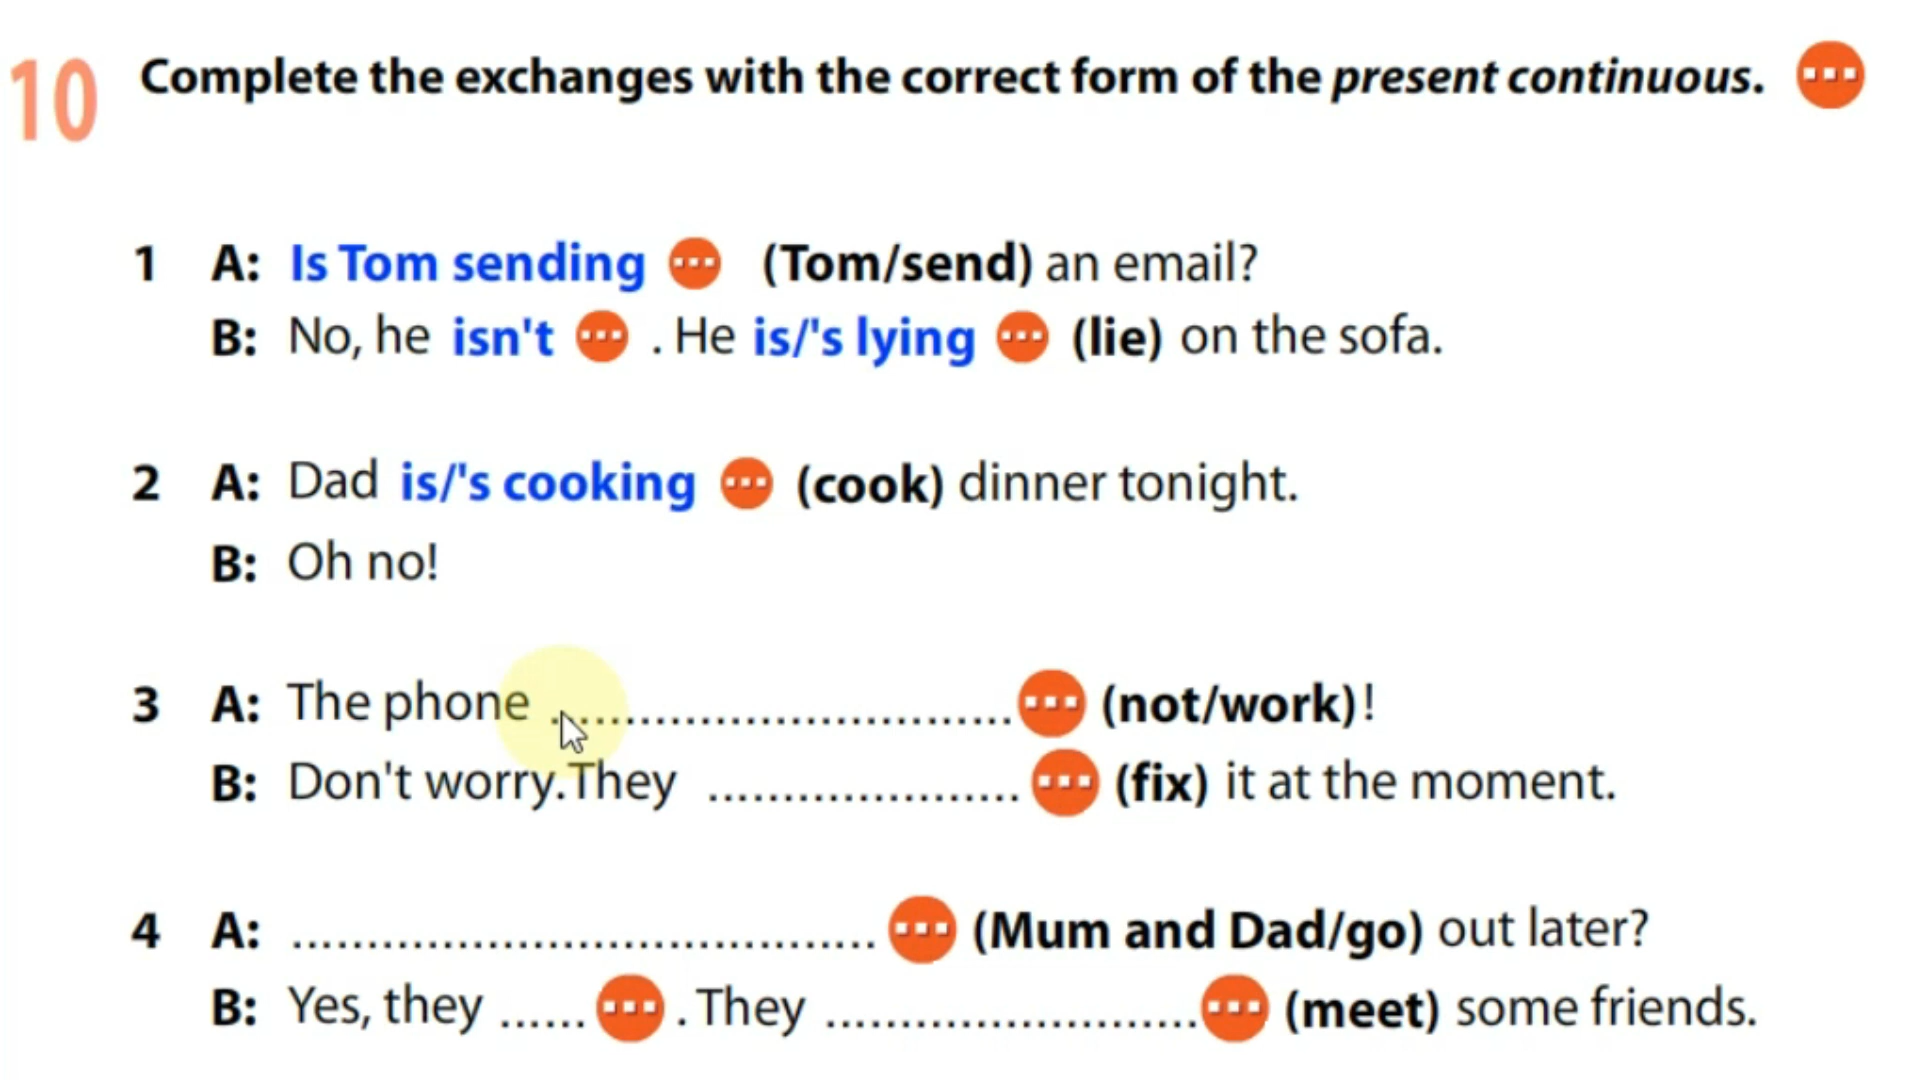 10 Complete the exchanges with the correct form of the present continuous.
1 A: Is Tom sending (Tom/send) an email?
B: No, he isn't . He is/'s lying (lie) on the sofa.
2 A: Dad is/'s cooking (cook) dinner tonight.
B: Oh no!
3 A: The phone ............................... (not/work)!
B: Don't worry.They ..................... (fix) it at the moment.
4 A: ....................................... (Mum and Dad/go) out later?
B: Yes, they ...... . They ......................... (meet) some friends.